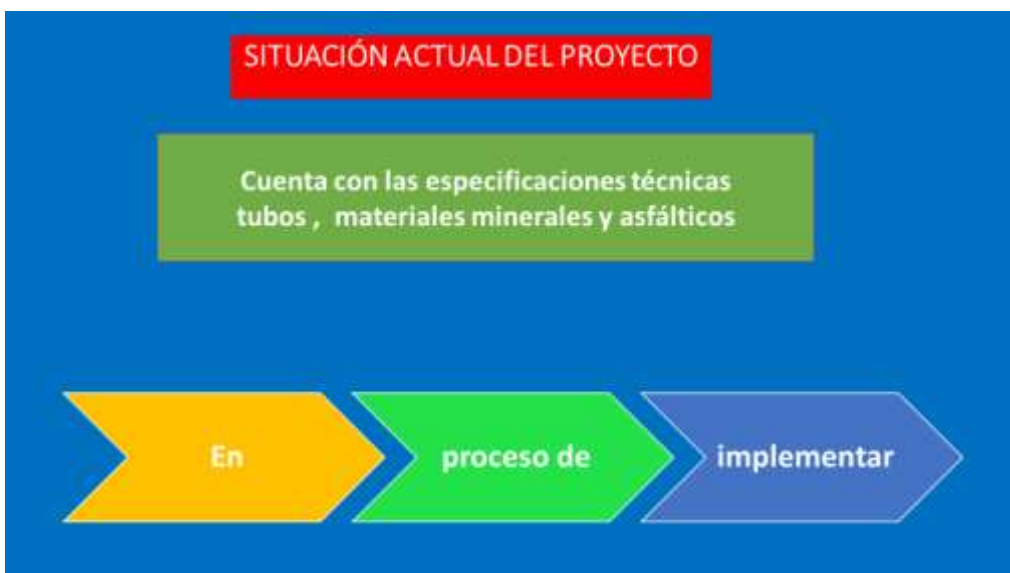 SITUACIÓN ACTUAL DEL PROYECTO
Cuenta con las especificaciones técnicas
tubos , materiales minerales y asfálticos
En
proceso de
implementar